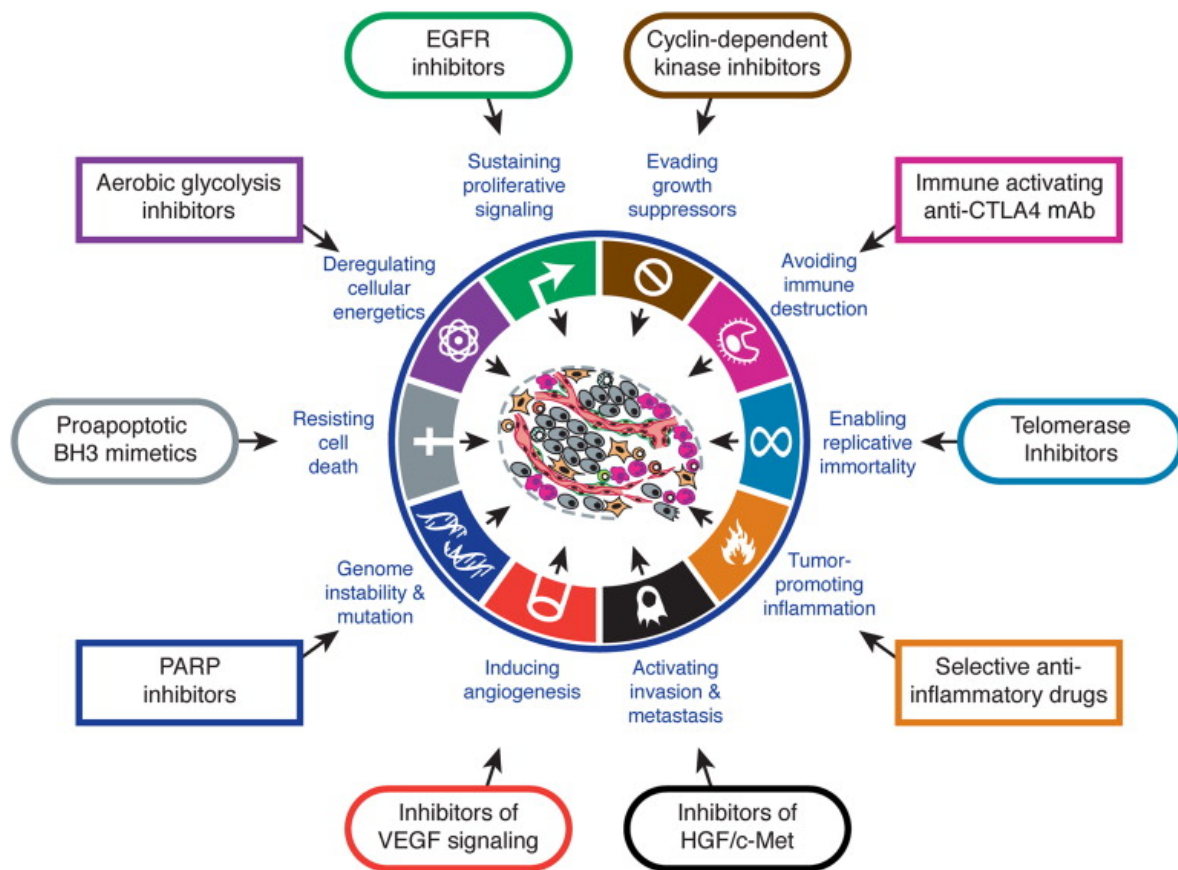 EGFR
inhibitors
Cyclin-dependent
kinase inhibitors
Sustaining
proliferative
signaling
Evading
growth
suppressors
Aerobic glycolysis
inhibitors
Immune activating
anti-CTLA4 mAb
Deregulating
cellular
energetics
Avoiding
immune
destruction
Proapoptotic
BH3 mimetics
Resisting
cell
death
Enabling
replicative
immortality
Telomerase
Inhibitors
Genome
instability &
mutation
Tumor-
promoting
inflammation
PARP
inhibitors
Inducing
angiogenesis
Activating
invasion &
metastasis
Selective anti-
inflammatory drugs
Inhibitors of
VEGF signaling
Inhibitors of
HGF/c-Met